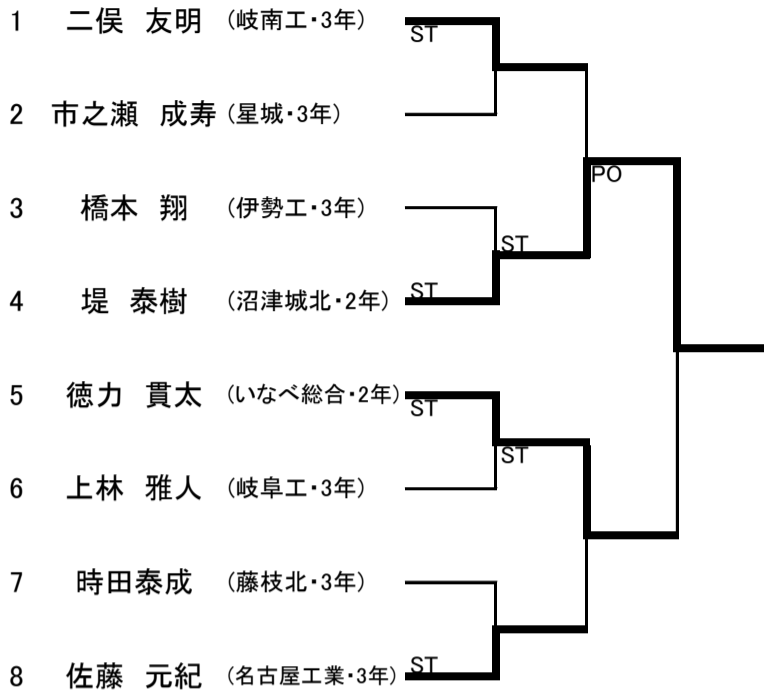 1 二俣 友明 (岐南工・3年) ST
2 市之瀬 成寿 (星城・3年)
PO
3 橋本 翔 (伊勢工・3年)
ST
4 堤 泰樹 (沼津城北・2年) ST
5 徳力 貫太 (いなべ総合・2年) ST
ST
6 上林 雅人 (岐阜工・3年)
7 時田泰成 (藤枝北・3年)
8 佐藤 元紀 (名古屋工業・3年) ST